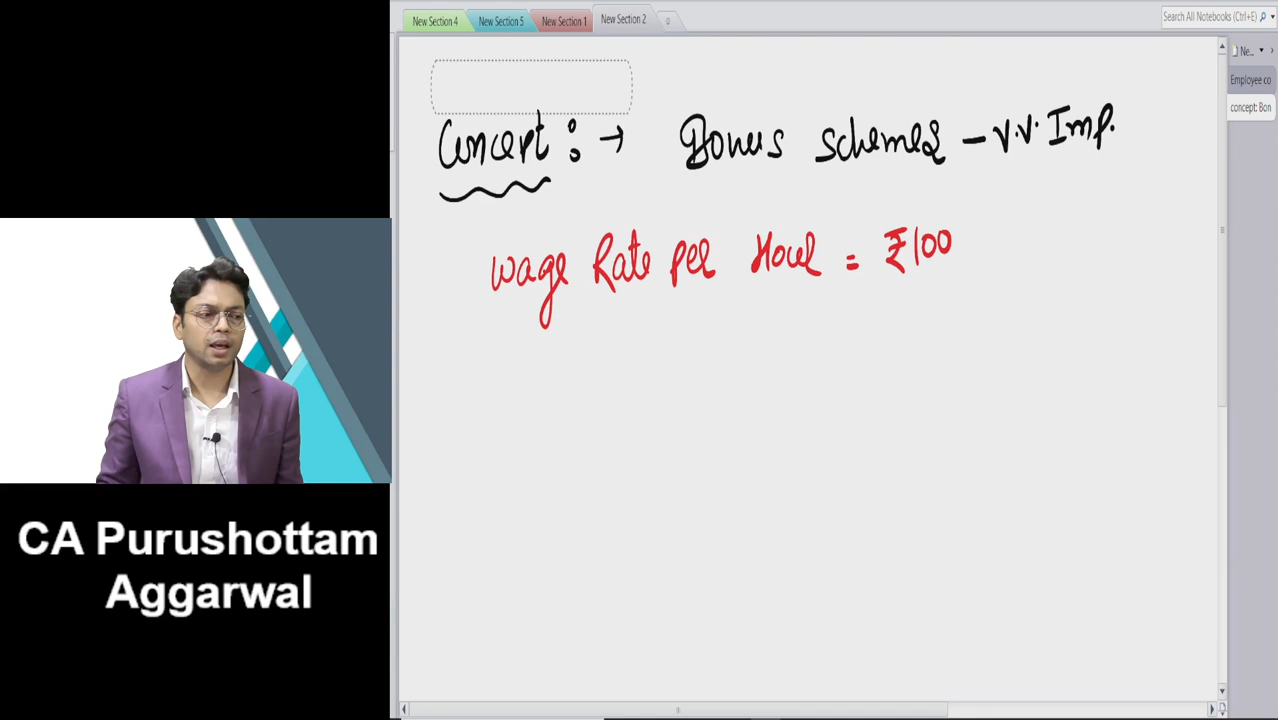 New Section 4 New Section 5 New Section 1 New Section 2
Search All Notebooks (Ctrl+E)
Ne...
Employee co
concept: Bon
Concept :→ Bonus schemes - v.v. Imp.
wage Rate per Hour = ₹100
CA Purushottam
Aggarwal